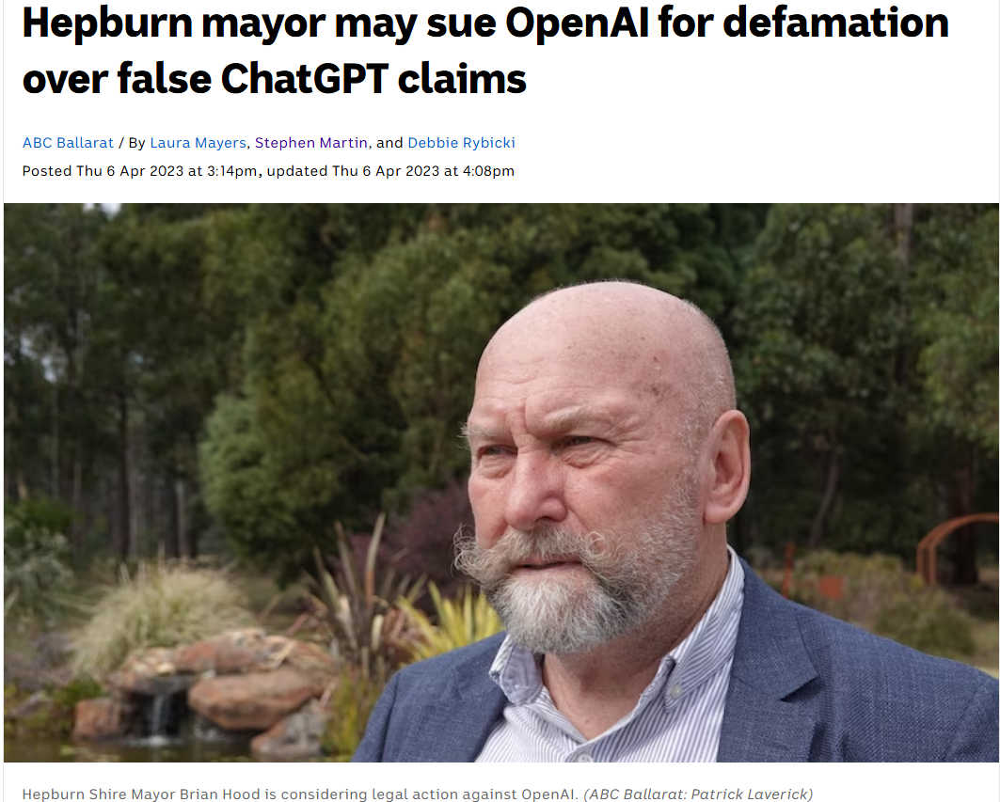 Hepburn mayor may sue OpenAI for defamation
over false ChatGPT claims
ABC Ballarat / By Laura Mayers, Stephen Martin, and Debbie Rybicki
Posted Thu 6 Apr 2023 at 3:14pm, updated Thu 6 Apr 2023 at 4:08pm
Hepburn Shire Mayor Brian Hood is considering legal action against OpenAI. (ABC Ballarat: Patrick Laverick)